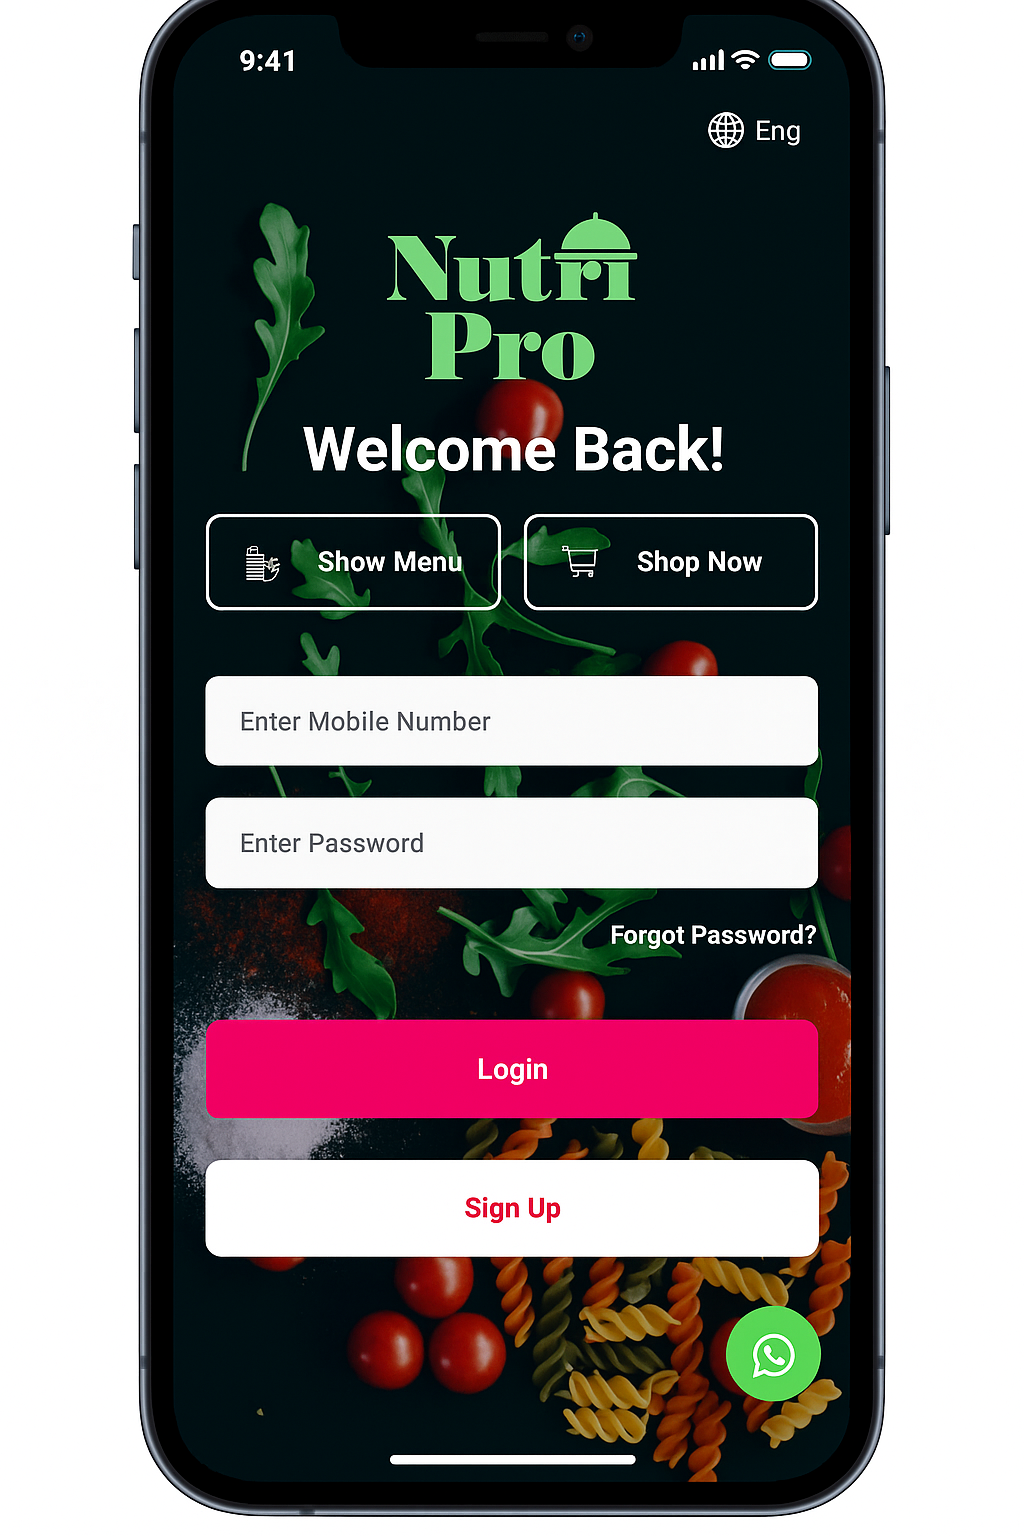 9:41
Eng
Nutri
Pro
Welcome Back!
Show Menu
Shop Now
Enter Mobile Number
Enter Password
Forgot Password?
Login
Sign Up